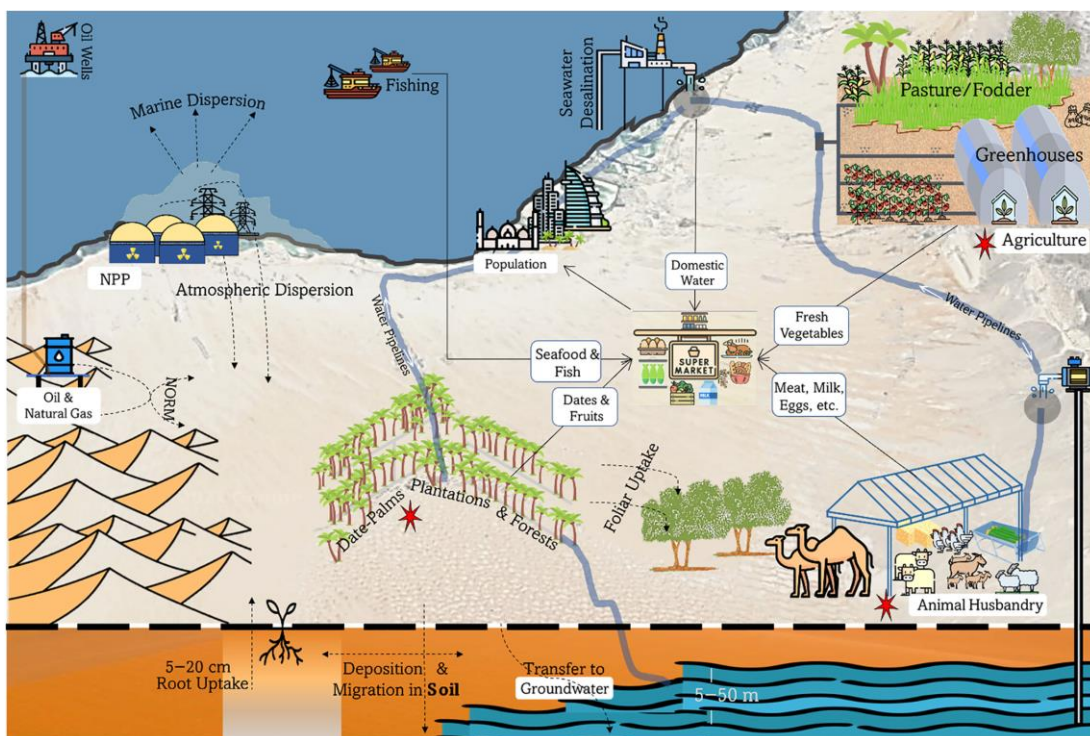 Oil Wells
Marine Dispersion
Fishing
Seawater
Desalination
Pasture/Fodder
Greenhouses
Agriculture
NPP
Atmospheric Dispersion
Population
Domestic
Water
Water Pipelines
Water Pipelines
Fresh
Vegetables
Seafood &
Fish
SUPER
MARKET
MILK
Meat, Milk,
Eggs, etc.
Dates &
Fruits
Oil &
Natural Gas
NORM
Date-Palms Plantations & Forests
Foliar Uptake
Animal Husbandry
5–20 cm
Root Uptake
Deposition &
Migration in Soil
Transfer to
Groundwater
5–50 m